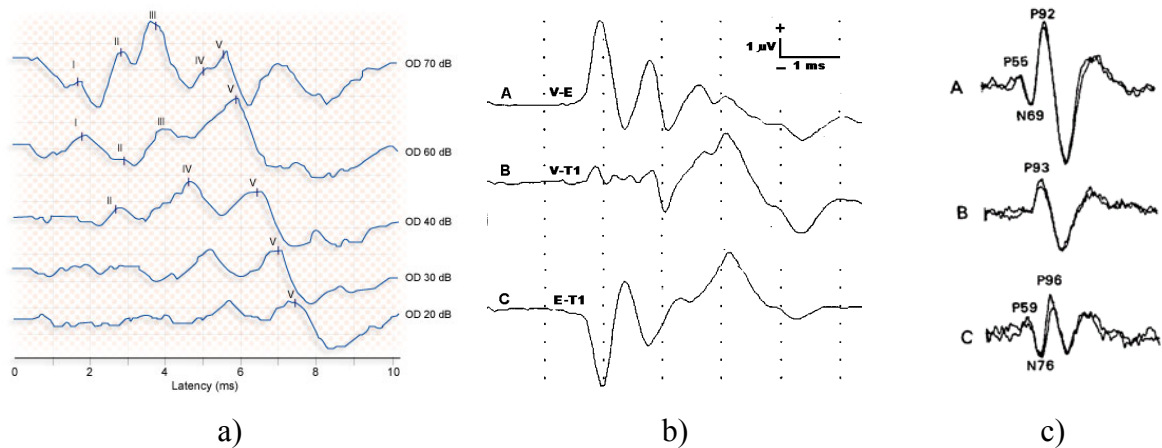 III
II
I
IV
V
OD 70 dB
V
I
III
II
OD 60 dB
IV
II
V
OD 40 dB
V
OD 30 dB
V
OD 20 dB
0 2 4 6 8 10
Latency (ms)
a)
+
1 µV
− 1 ms
A V-E
B V-T1
C E-T1
b)
P92
P55
A
N69
P93
B
P96
P59
C
N76
c)